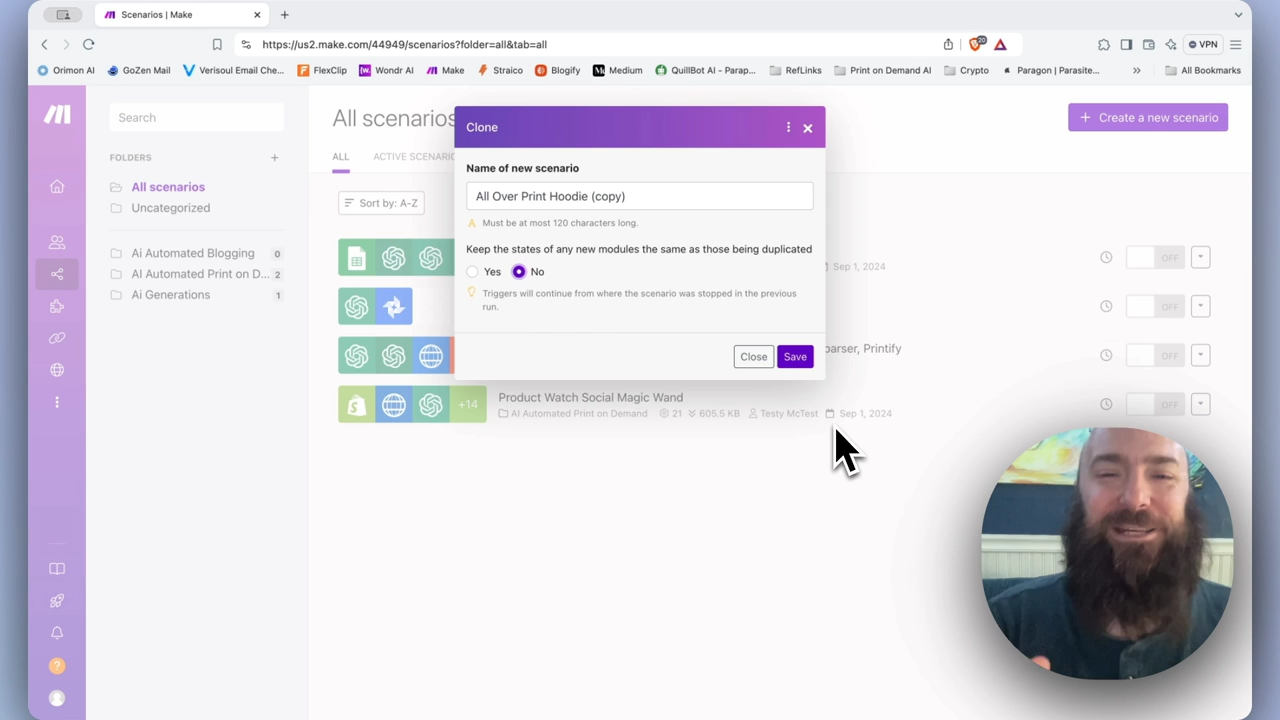 Scenarios | Make
https://us2.make.com/44949/scenarios?folder=all&tab=all
20
VPN
Orimon AI
GoZen Mail
Verisoul Email Che...
FlexClip
Wondr AI
Make
Straico
Blogify
Medium
QuillBot AI - Parap...
RefLinks
Print on Demand AI
Crypto
Paragon | Parasite...
»
All Bookmarks
Search
FOLDERS
All scenarios
Uncategorized
Ai Automated Blogging 0
Ai Automated Print on D... 2
Ai Generations 1
All scenarios
Create a new scenario
ALL
ACTIVE SCENARIO
Sort by: A-Z
Clone
Name of new scenario
All Over Print Hoodie (copy)
Must be at most 120 characters long.
Keep the states of any new modules the same as those being duplicated
Yes
No
Triggers will continue from where the scenario was stopped in the previous
run.
Close
Save
Sep 1, 2024
OFF
OFF
parser, Printify
OFF
+14
Product Watch Social Magic Wand
AI Automated Print on Demand 21 605.5 KB Testy McTest Sep 1, 2024
OFF